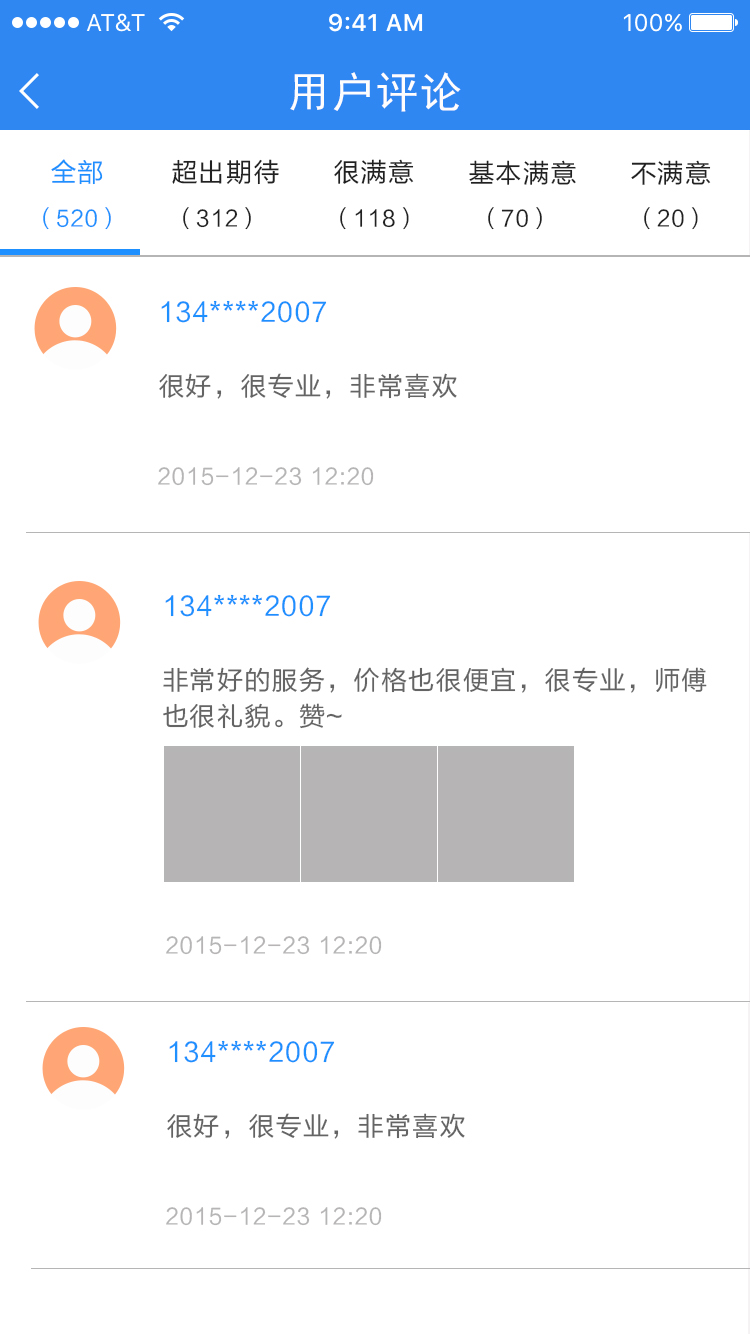 AT&T 9:41 AM 100%
用户评论
全部 超出期待 很满意 基本满意 不满意
（520） （312） （118） （70） （20）
134****2007
很好，很专业，非常喜欢
2015-12-23 12:20
134****2007
非常好的服务，价格也很便宜，很专业，师傅
也很礼貌。赞~
2015-12-23 12:20
134****2007
很好，很专业，非常喜欢
2015-12-23 12:20